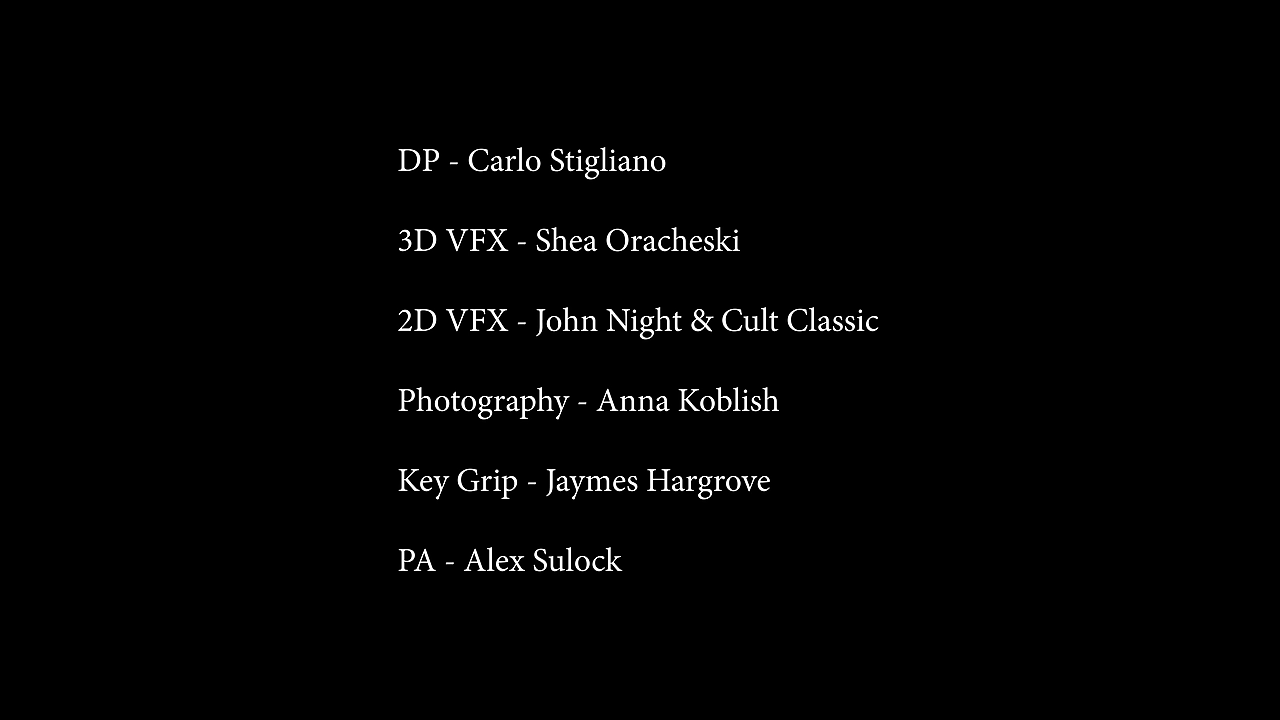 DP - Carlo Stigliano
3D VFX - Shea Oracheski
2D VFX - John Night & Cult Classic
Photography - Anna Koblish
Key Grip - Jaymes Hargrove
PA - Alex Sulock